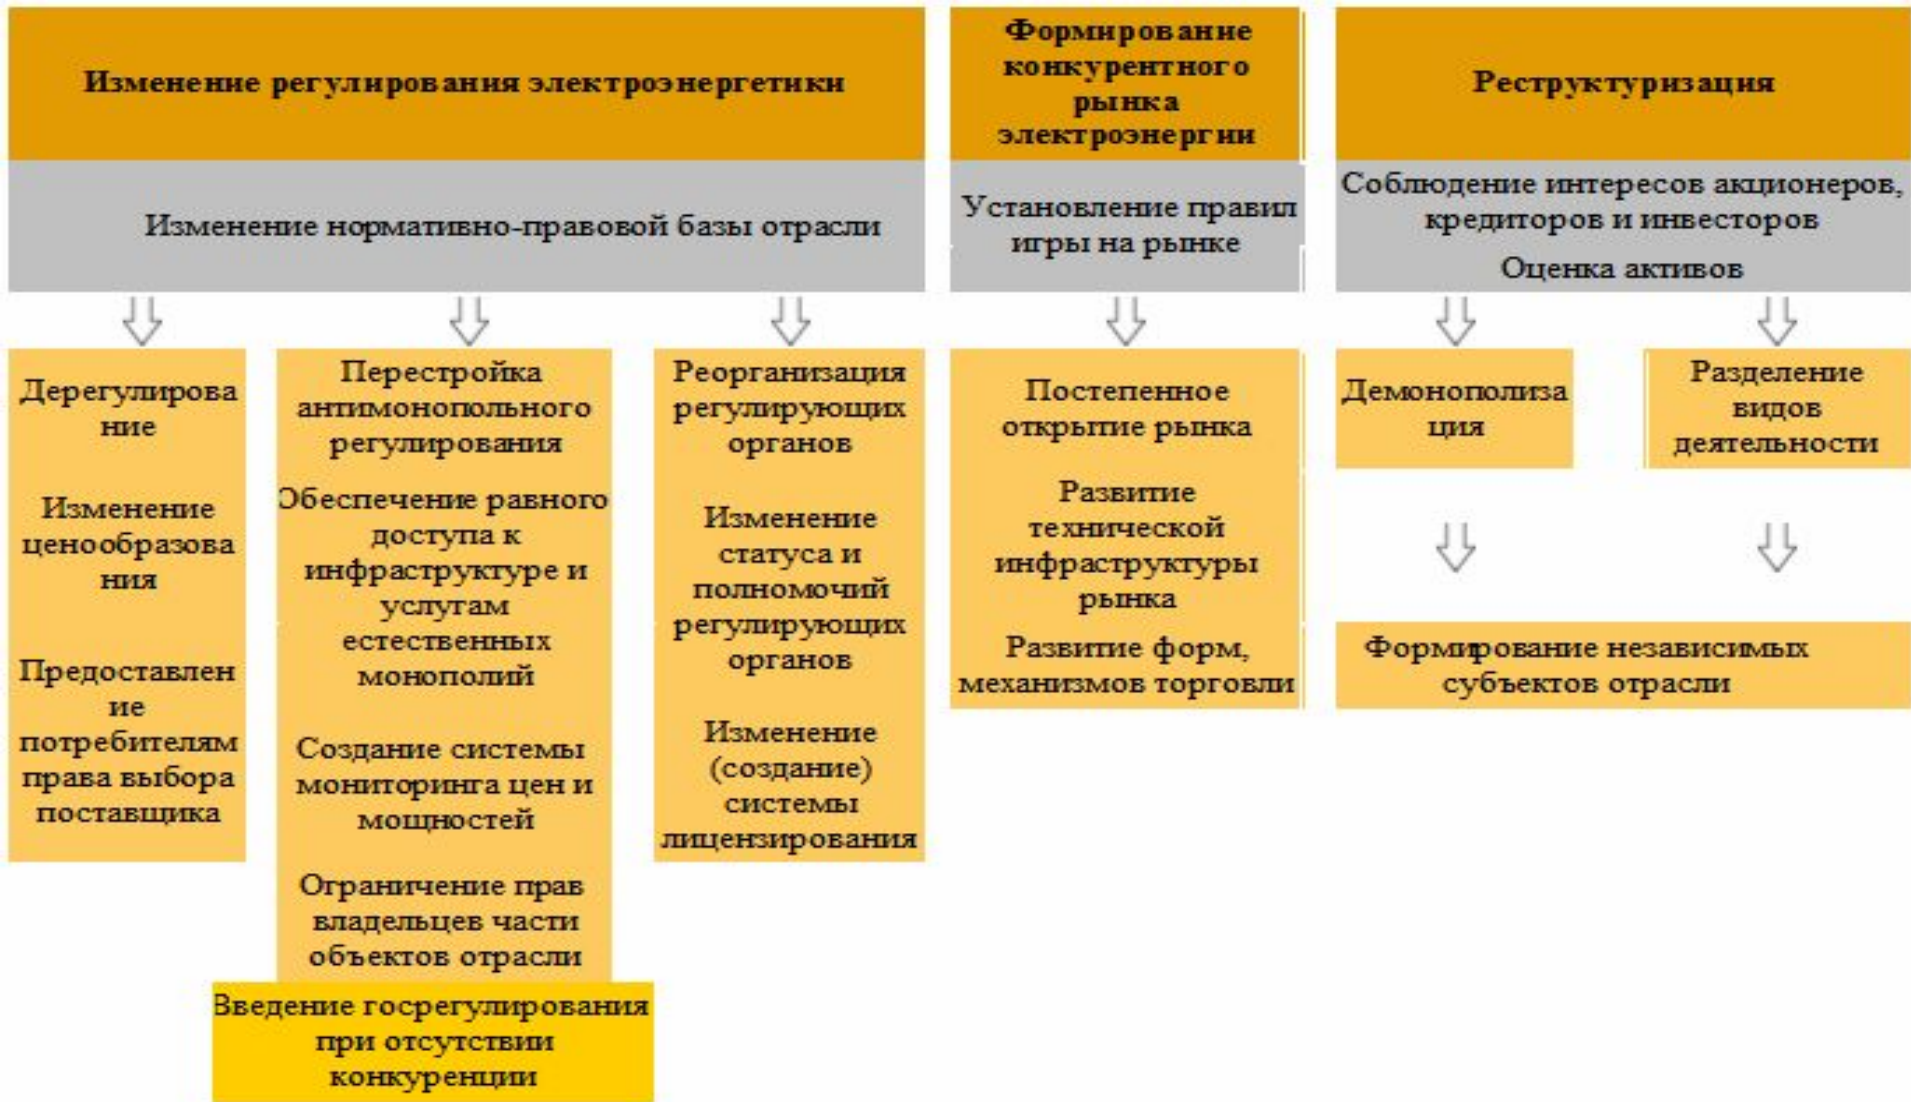 Изменение регулирования электроэнергетики
Формирование
конкурентного
рынка
электроэнергии
Реструктуризация
Изменение нормативно-правовой базы отрасли
Установление правил
игры на рынке
Соблюдение интересов акционеров,
кредиторов и инвесторов
Оценка активов
Дерегулирова
ние
Изменение
ценообразова
ния
Предоставлен
ие
потребителям
права выбора
поставщика
Перестройка
антимонопольного
регулирования
Обеспечение равного
доступа к
инфраструктуре и
услугам
естественных
монополий
Создание системы
мониторинга цен и
мощностей
Ограничение прав
владельцев части
объектов отрасли
Введение госрегулирования
при отсутствии
конкуренции
Реорганизация
регулирующих
органов
Изменение
статуса и
полномочий
регулирующих
органов
Изменение
(создание)
системы
лицензирования
Постепенное
открытие рынка
Развитие
технической
инфраструктуры
рынка
Развитие форм,
механизмов торговли
Демонополиза
ция
Разделение
видов
деятельности
Формирование независимых
субъектов отрасли